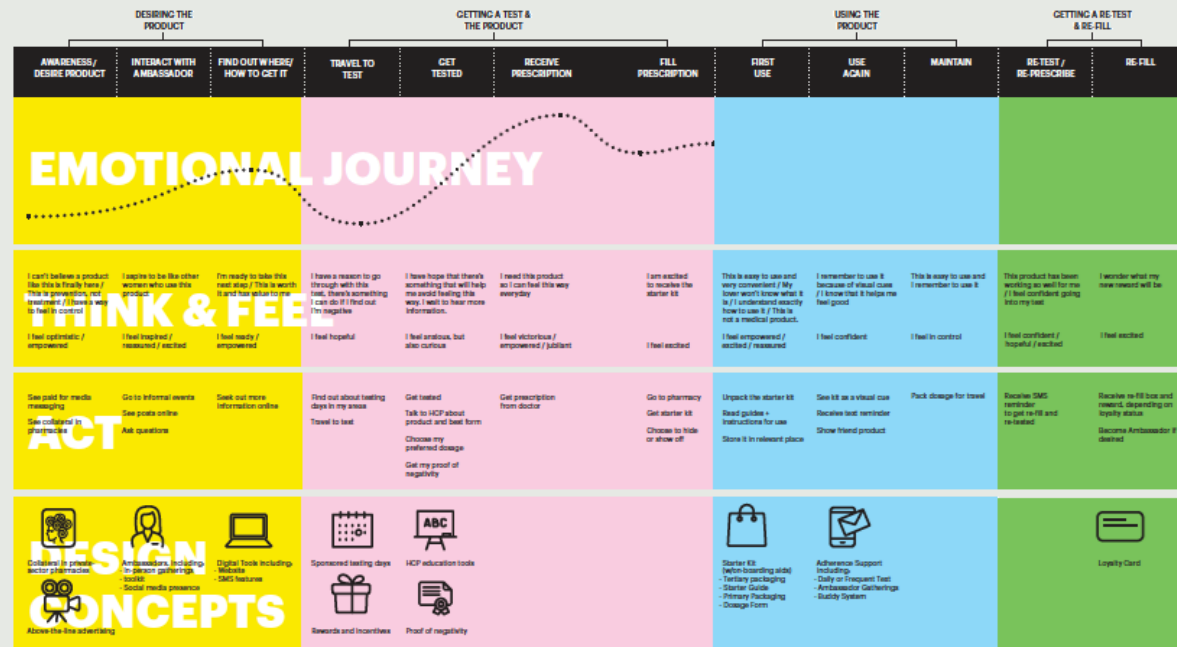 DESIRING THE
PRODUCT
GETTING A TEST &
THE PRODUCT
USING THE
PRODUCT
GETTING A RE-TEST
& RE-FILL
AWARENESS/
DESIRE PRODUCT
INTERACT WITH
AMBASSADOR
FIND OUT WHERE/
HOW TO GET IT
TRAVEL TO
TEST
GET
TESTED
RECEIVE
PRESCRIPTION
FILL
PRESCRIPTION
FIRST
USE
USE
AGAIN
MAINTAIN
RE-TEST /
RE-PRESCRIBE
RE-FILL
EMOTIONAL JOURNEY
THINK & FEEL
I can't believe a product
like this is finally here /
This is prevention, not
treatment / I have a way
to feel in control
I feel optimistic /
empowered
I aspire to be like other
women who use this
product
I feel inspired /
reassured / excited
I'm ready to take this
next step / This is worth
it and has value to me
I feel ready /
empowered
I have a reason to go
through with this
test, there's something
I can do if I find out
I'm negative
I feel hopeful
I have hope that there's
something that will help
me avoid feeling this
way. I wait to hear more
information.
I feel anxious, but
also curious
I need this product
so I can feel this way
everyday
I feel victorious /
empowered / jubilant
I am excited
to receive the
starter kit
I feel excited
This is easy to use and
very convenient / My
lover won't know what it
is / I understand exactly
how to use it / This is
not a medical product.
I feel empowered /
excited / reassured
I remember to use it
because of visual cues
/ I know that it helps me
feel good
I feel confident
This is easy to use and
I remember to use it
I feel in control
This product has been
working so well for me
/ I feel confident going
into my test
I feel confident /
hopeful / excited
I wonder what my
new reward will be
I feel excited
ACT
See paid for media
messaging
See collateral in
pharmacies
Go to informal events
See posts online
Ask questions
Seek out more
information online
Find out about testing
days in my areas
Travel to test
Get tested
Talk to HCP about
product and best form
Choose my
preferred dosage
Get my proof of
negativity
Get prescription
from doctor
Go to pharmacy
Get starter kit
Choose to hide
or show off
Unpack the starter kit
Read guides +
instructions for use
Store it in relevant place
See kit as a visual cue
Receive text reminder
Show friend product
Pack dosage for travel
Receive SMS
reminder
to get re-fill and
re-tested
Receive re-fill box and
reward, depending on
loyalty status
Become Ambassador if
desired
DESIGN
CONCEPTS
Collateral in private-
sector pharmacies
Above-the-line advertising
Ambassadors, including:
- In-person gatherings
- toolkit
- Social media presence
Digital Tools including:
- Website
- SMS features
Sponsored testing days
Rewards and incentives
ABC
HCP education tools
Proof of negativity
Starter Kit
(w/on-boarding aids)
- Tertiary packaging
- Starter Guide
- Primary Packaging
- Dosage Form
Adherence Support
including:
- Daily or Frequent Text
- Ambassador Gatherings
- Buddy System
Loyalty Card